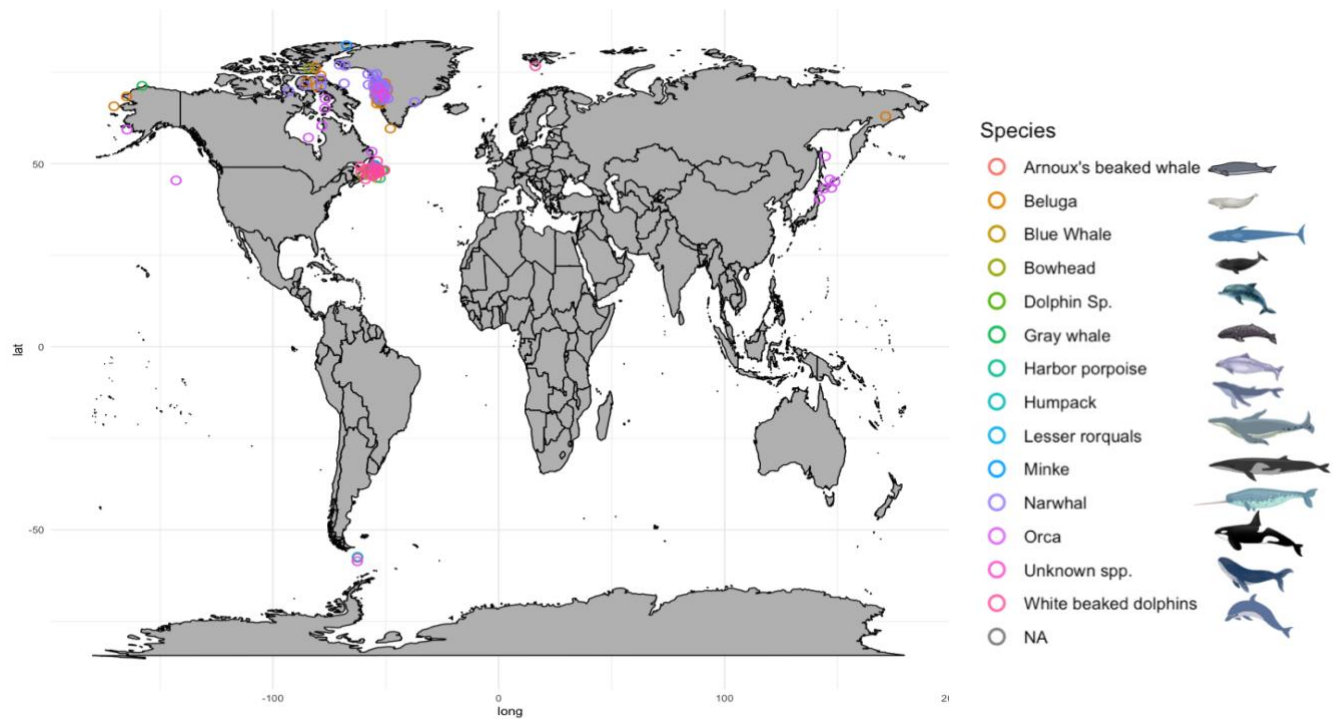 Species
Arnoux's beaked whale
Beluga
Blue Whale
Bowhead
Dolphin Sp.
Gray whale
Harbor porpoise
Humpack
Lesser rorquals
Minke
Narwhal
Orca
Unknown spp.
White beaked dolphins
NA
lat
50
0
-50
-100
0
100
20
long